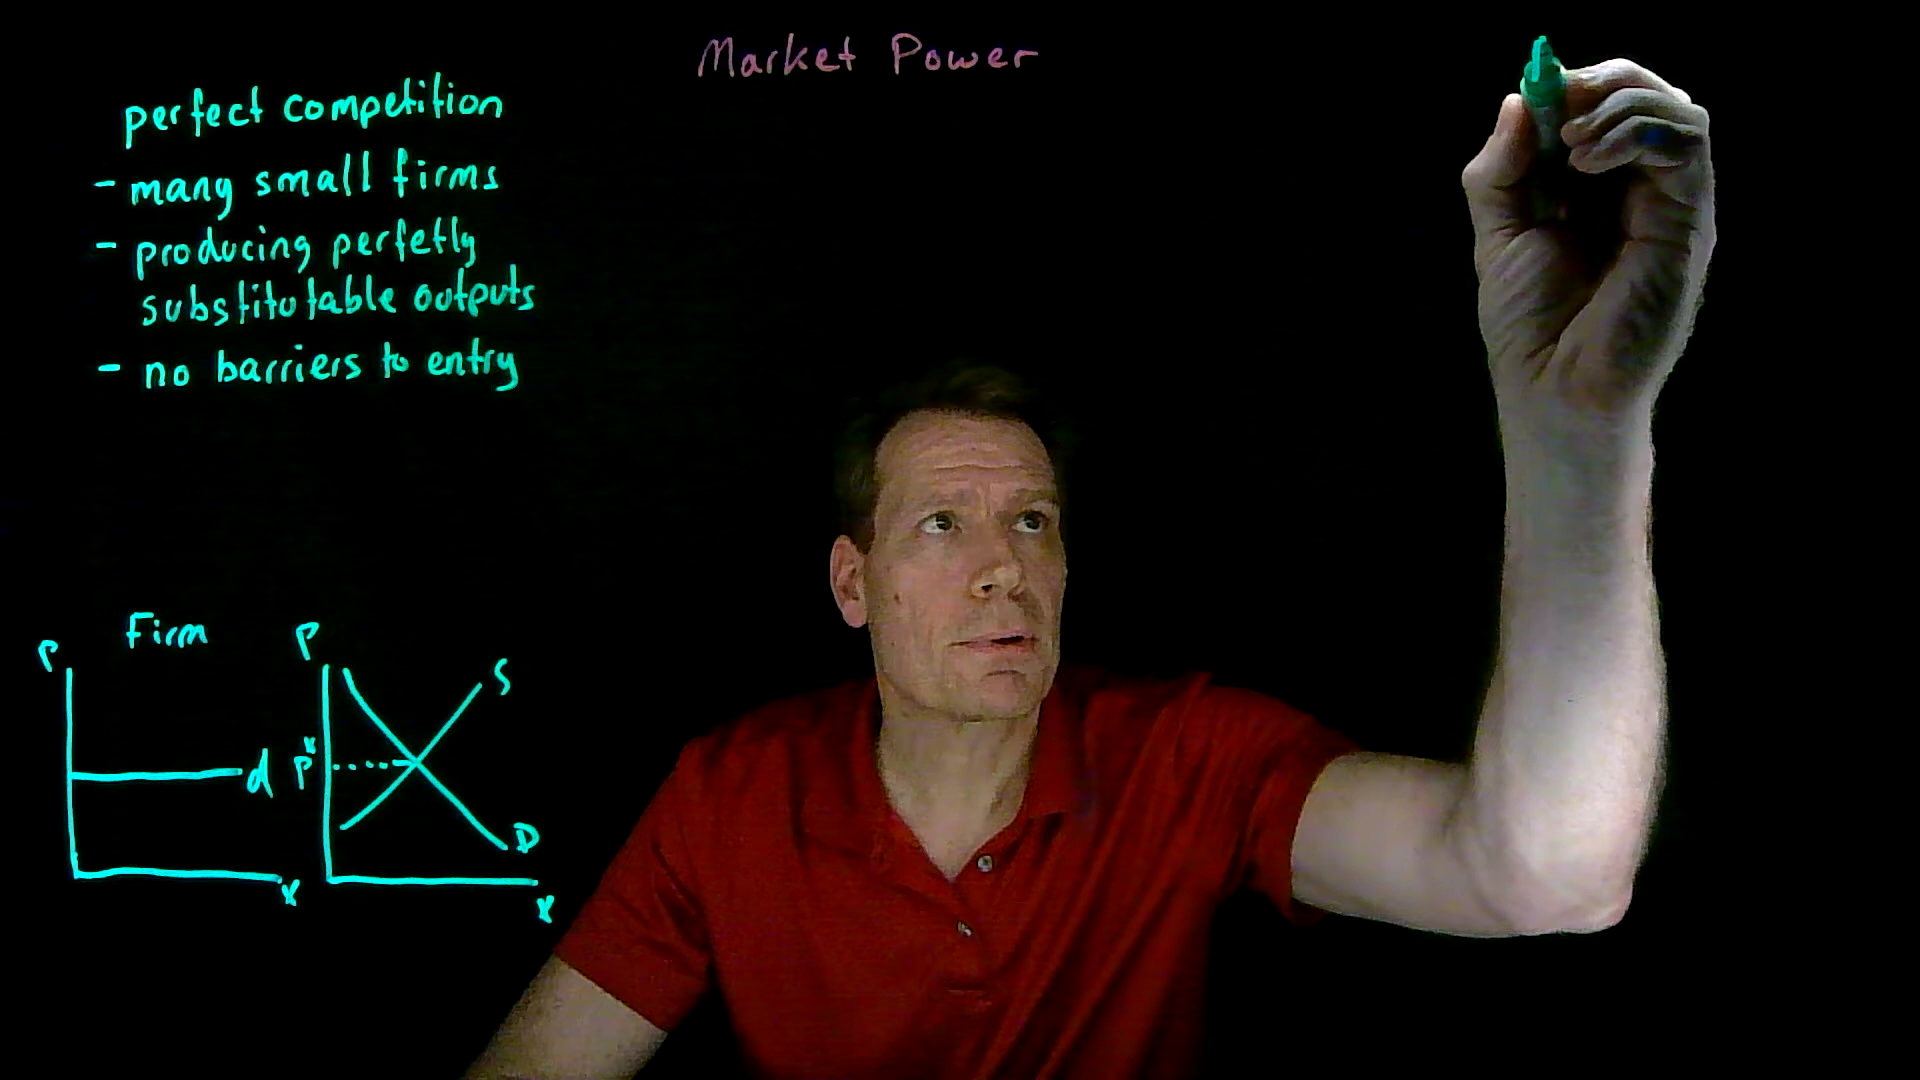 Market Power
perfect competition
- many small firms
- producing perfetly
substitutable outputs
- no barriers to entry
Firm
P
d
x
P
S
P*
D
x